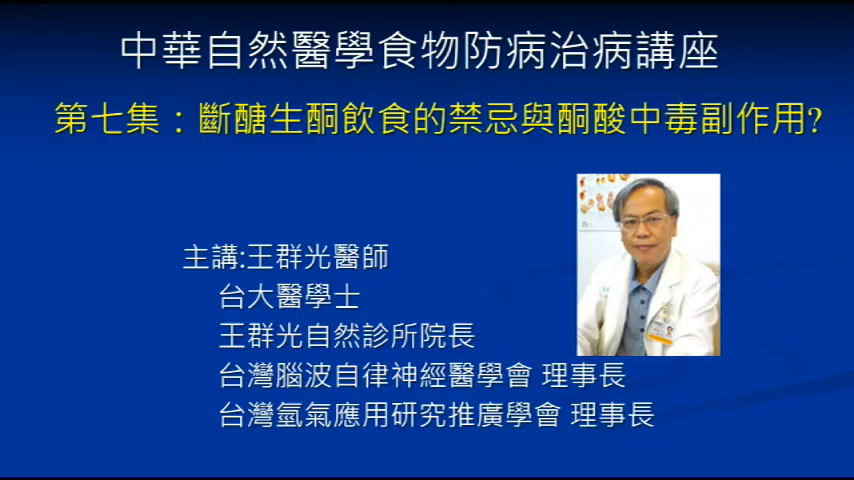 中華自然醫學食物防病治病講座
第七集：斷醣生酮飲食的禁忌與酮酸中毒副作用?
主講:王群光醫師
台大醫學士
王群光自然診所院長
台灣腦波自律神經醫學會 理事長
台灣氫氣應用研究推廣學會 理事長